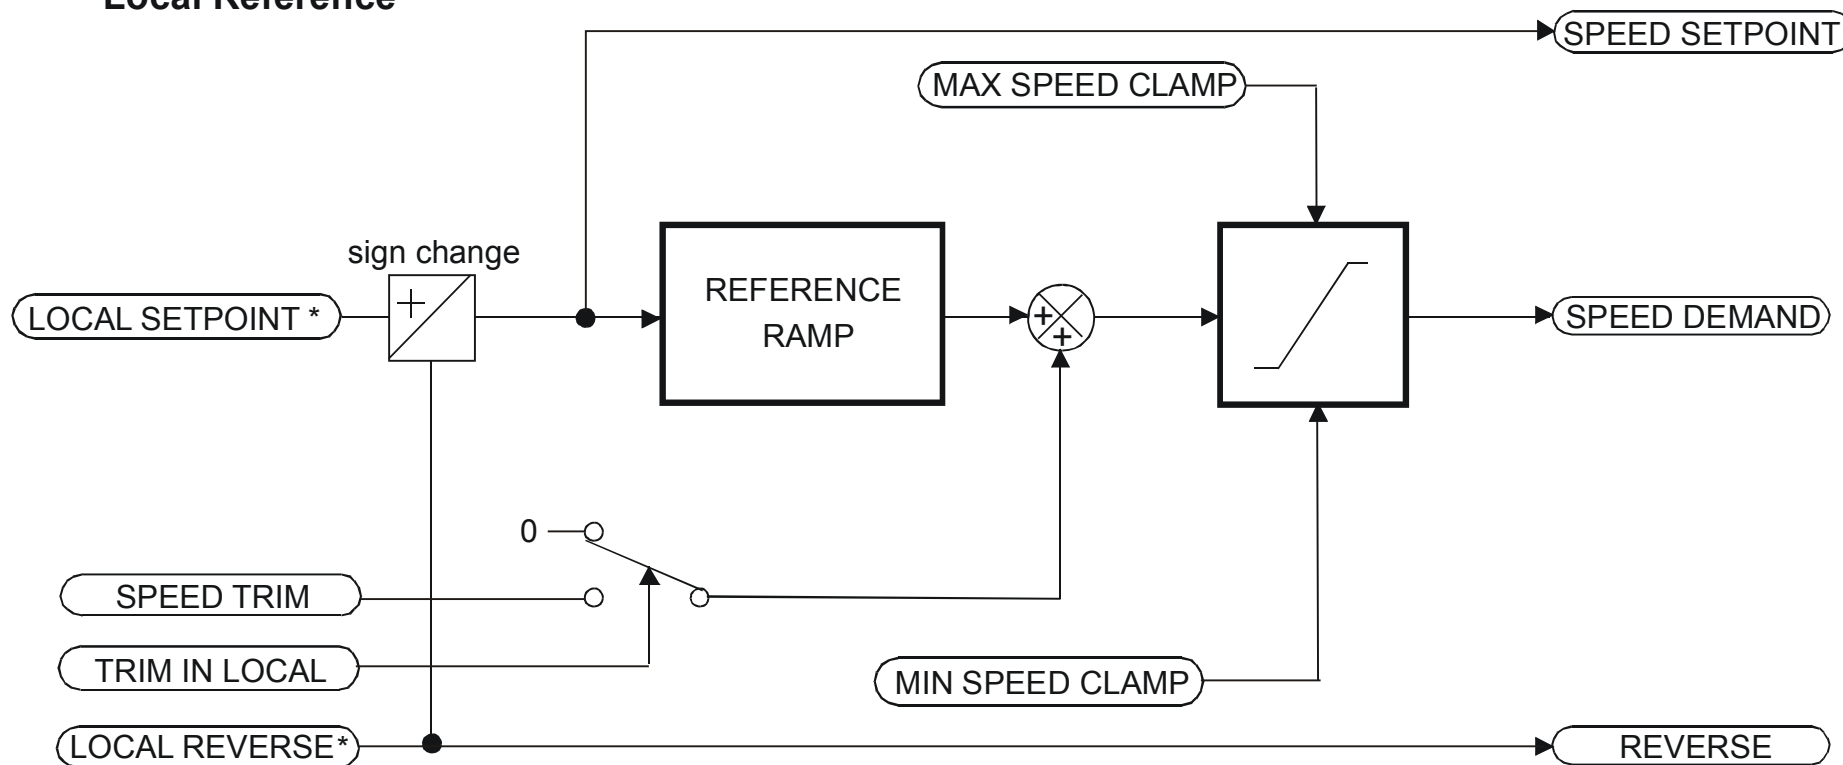 Local Reference
SPEED SETPOINT
MAX SPEED CLAMP
sign change
+
LOCAL SETPOINT *
REFERENCE
RAMP
+
+
SPEED DEMAND
0
SPEED TRIM
TRIM IN LOCAL
MIN SPEED CLAMP
LOCAL REVERSE*
REVERSE